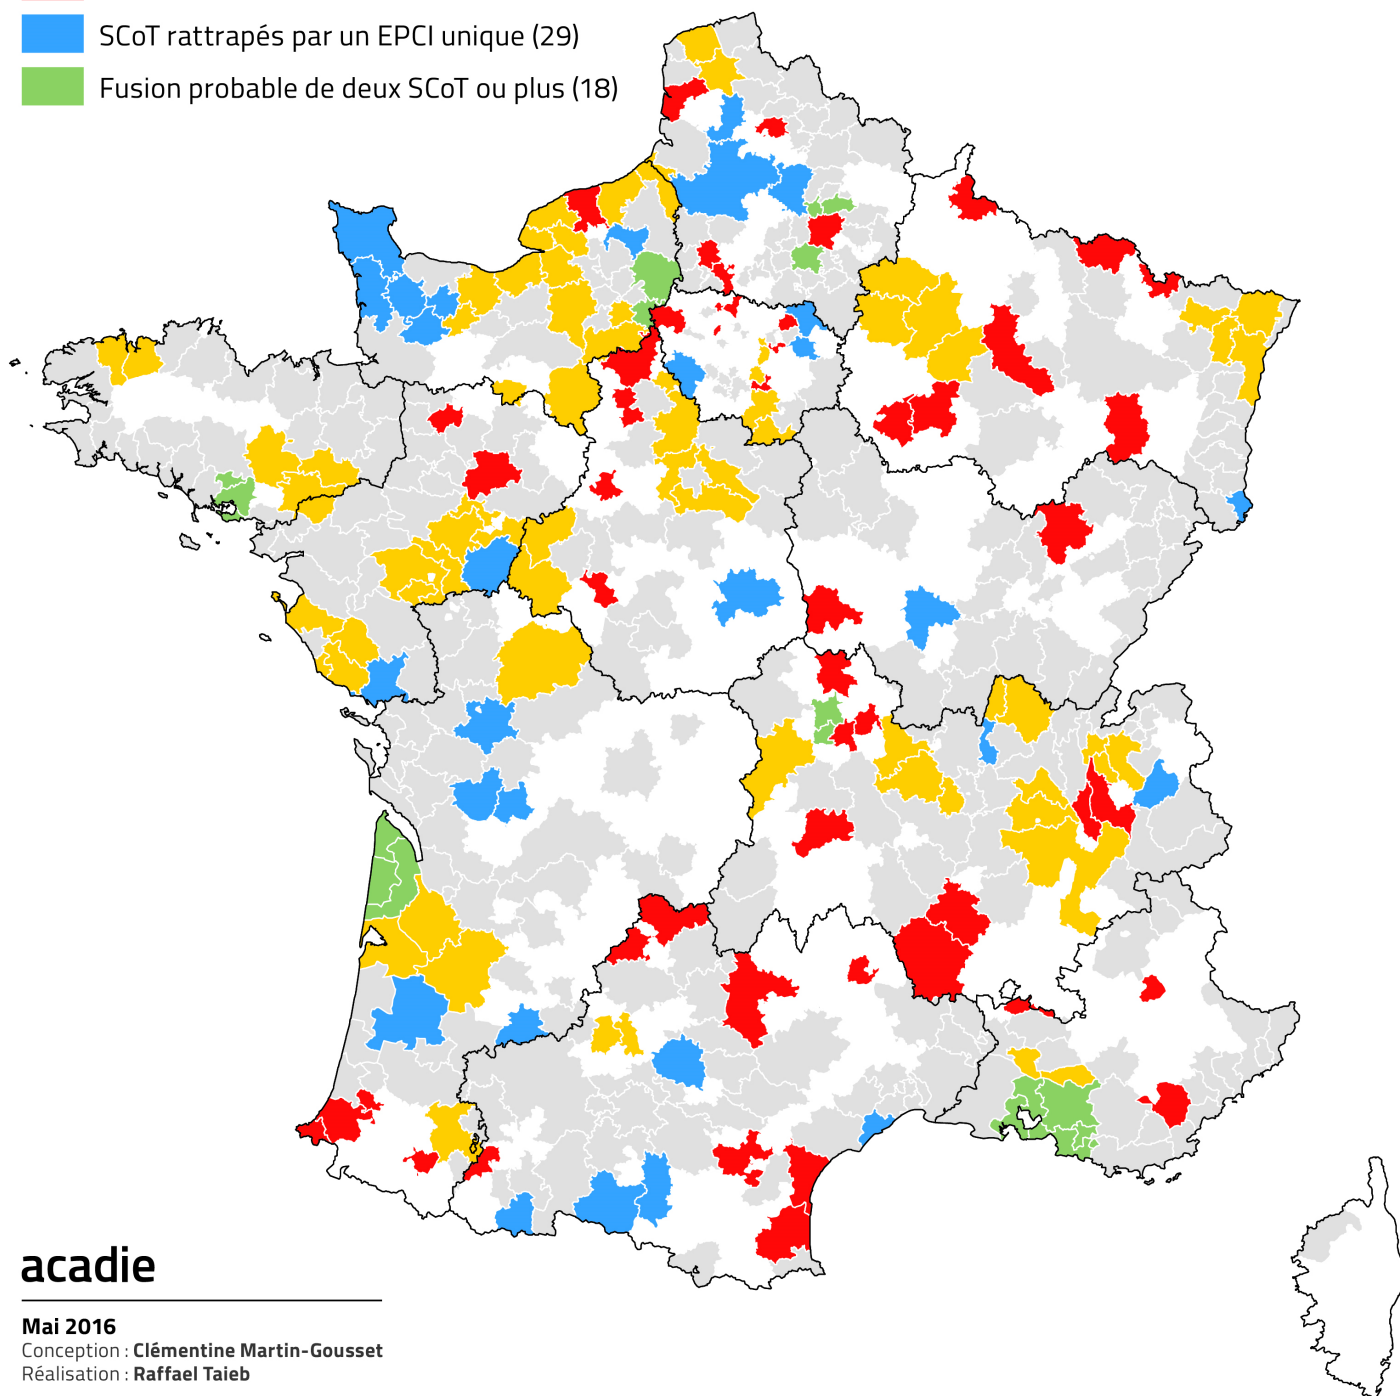 SCoT rattrapés par un EPCI unique (29)
Fusion probable de deux SCoT ou plus (18)
acadie
Mai 2016
Conception : Clémentine Martin-Gousset
Réalisation : Raffael Taieb